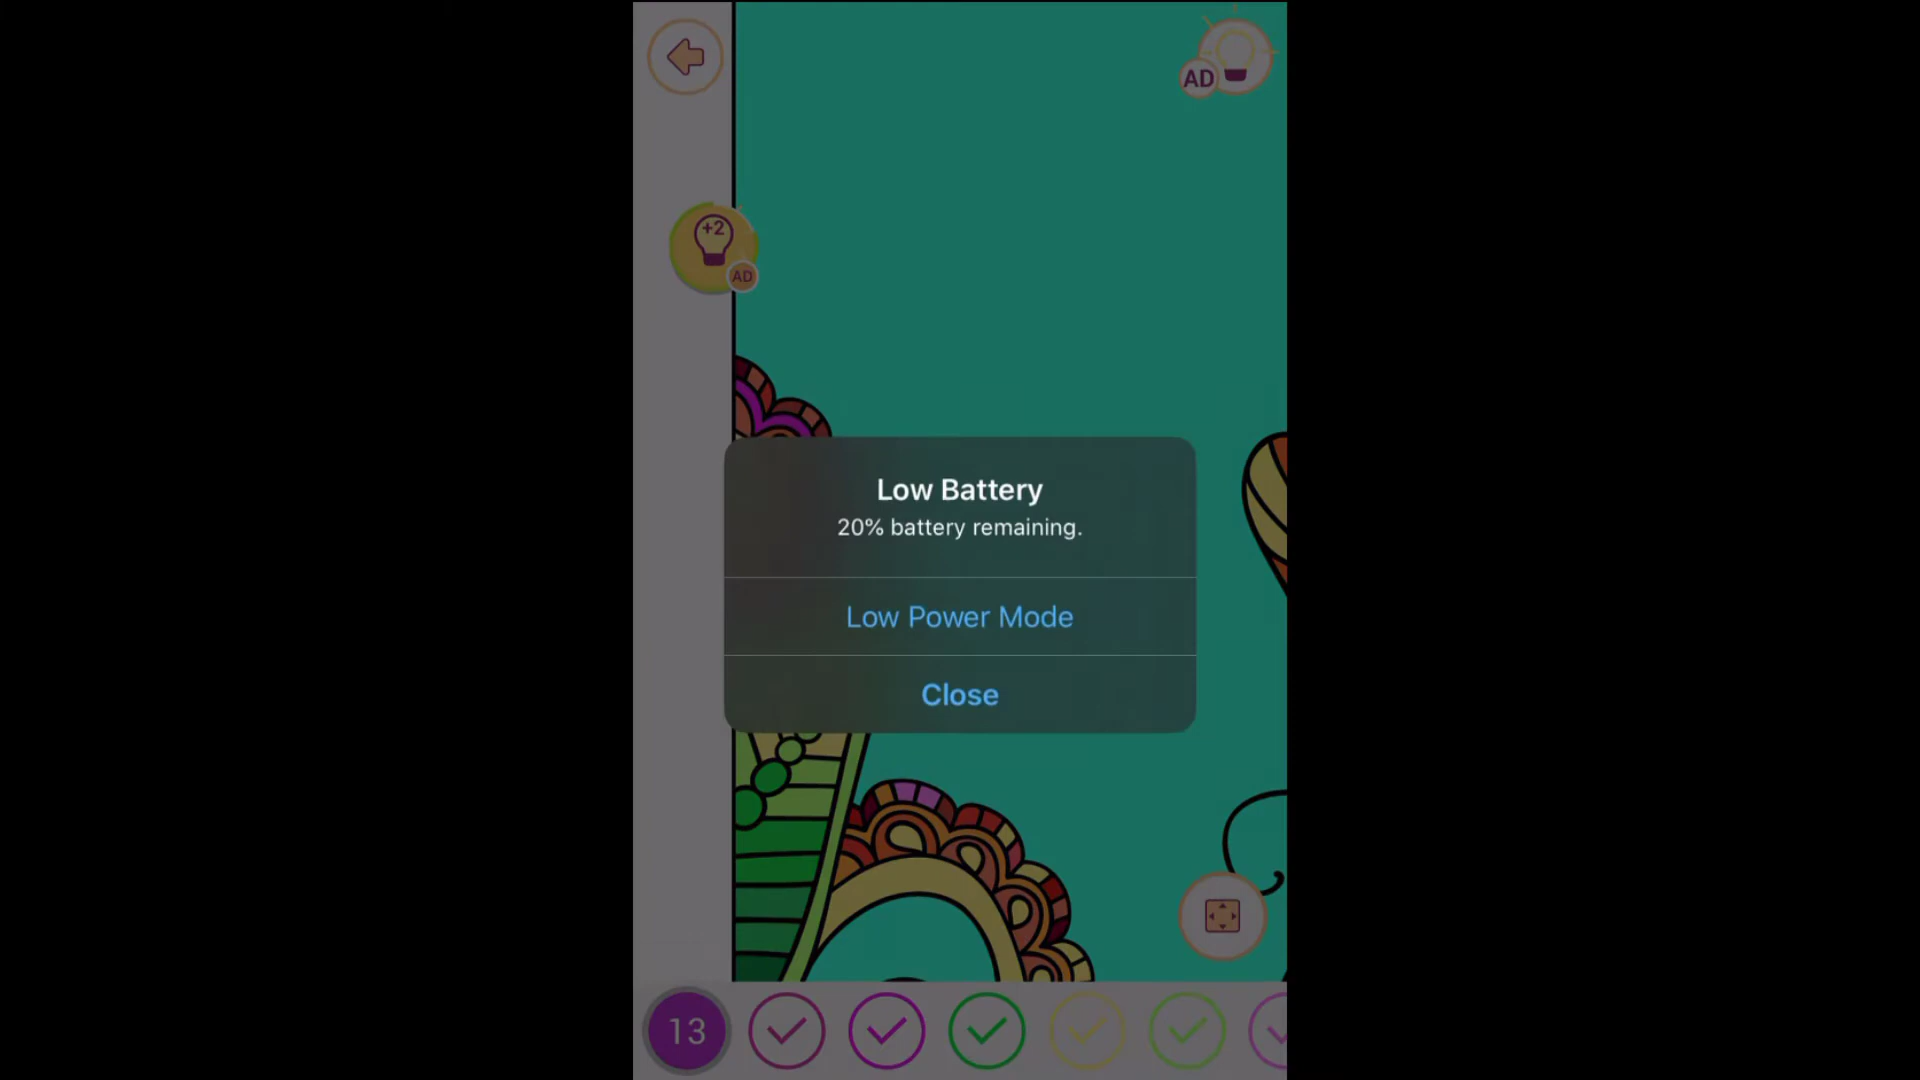 AD
+2
AD
Low Battery
20% battery remaining.
Low Power Mode
Close
13